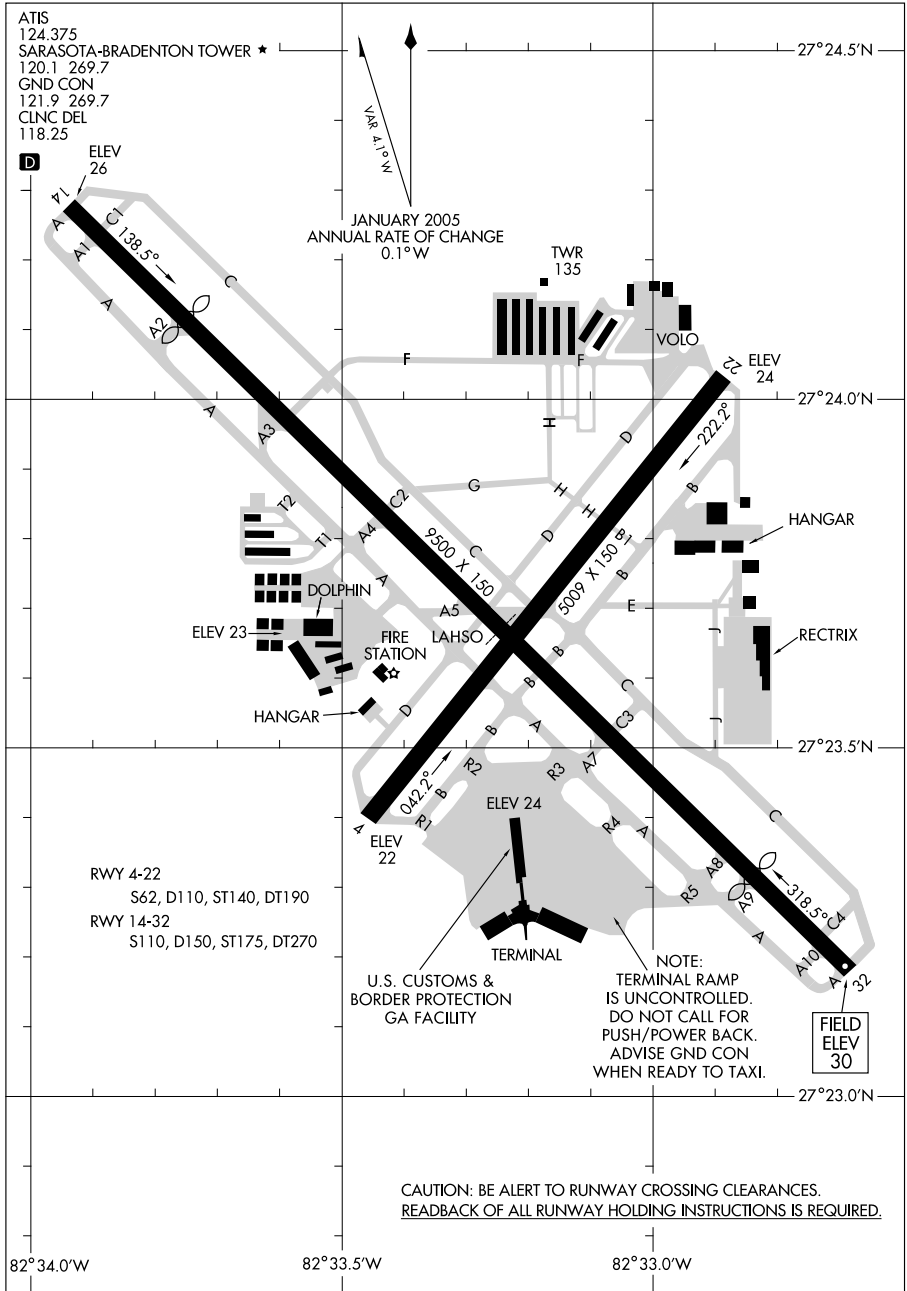 ATIS
124.375
SARASOTA-BRADENTON TOWER ★
120.1 269.7
GND CON
121.9 269.7
CLNC DEL
118.25
D
27°24.5'N
VAR 4.1° W
JANUARY 2005
ANNUAL RATE OF CHANGE
0.1° W
ELEV
26
14
A
A1
C1
138.5°
A
A2
C
TWR
135
VOLO
F
F
22
ELEV
24
27°24.0'N
A
A3
H
D
222.2°
B
G
H
C2
T2
T1
A4
H
D
B1
HANGAR
9500 X 150
C
5009 X 150
B
A
DOLPHIN
A5
E
ELEV 23
LAHSO
J
RECTRIX
FIRE
STATION
B
B
C
HANGAR
D
B
A
C3
J
27°23.5'N
R2
R3
A7
042.2°
B
R1
4
ELEV
22
ELEV 24
R4
A
C
A8
318.5°
R5
A9
C4
A
A10
A
32
RWY 4-22
S62, D110, ST140, DT190
RWY 14-32
S110, D150, ST175, DT270
TERMINAL
U.S. CUSTOMS &
BORDER PROTECTION
GA FACILITY
NOTE:
TERMINAL RAMP
IS UNCONTROLLED.
DO NOT CALL FOR
PUSH/POWER BACK.
ADVISE GND CON
WHEN READY TO TAXI.
FIELD
ELEV
30
27°23.0'N
CAUTION: BE ALERT TO RUNWAY CROSSING CLEARANCES.
READBACK OF ALL RUNWAY HOLDING INSTRUCTIONS IS REQUIRED.
82°34.0'W
82°33.5'W
82°33.0'W